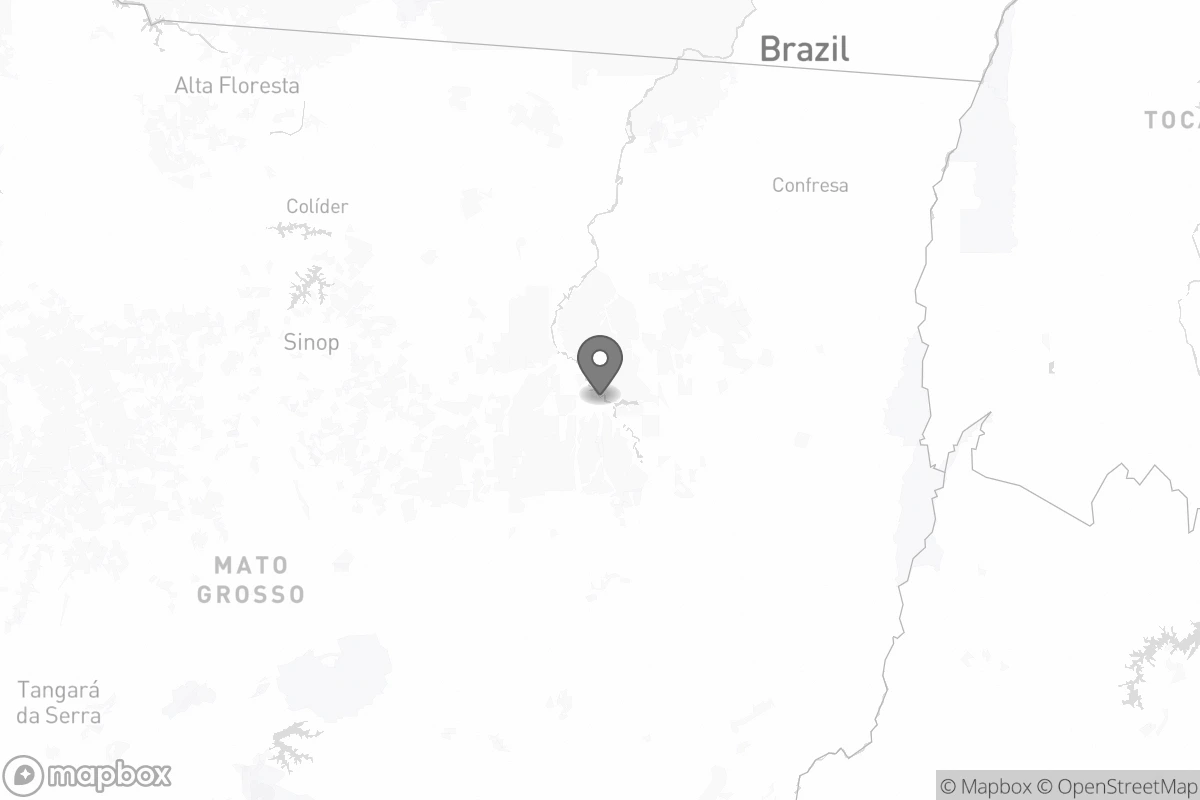 Brazil
Alta Floresta
TOCA
Confresa
Colíder
Sinop
MATO
GROSSO
Tangará
da Serra
mapbox
© Mapbox © OpenStreetMap